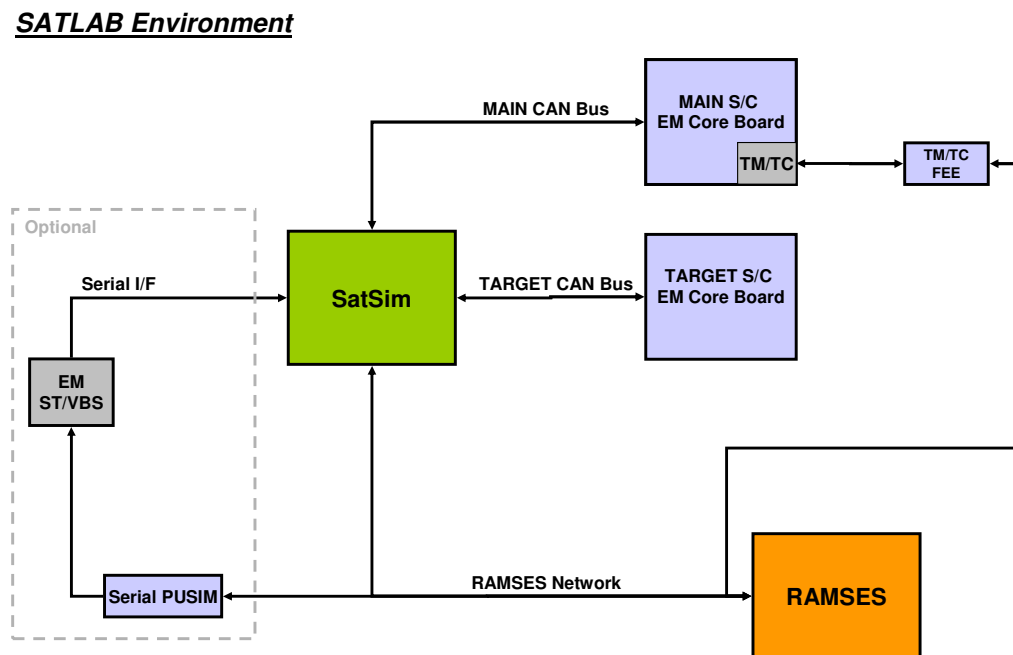 SATLAB Environment
MAIN CAN Bus
MAIN S/C
EM Core Board
TM/TC
TM/TC
FEE
Optional
Serial I/F
SatSim
TARGET CAN Bus
TARGET S/C
EM Core Board
EM
ST/VBS
Serial PUSIM
RAMSES Network
RAMSES